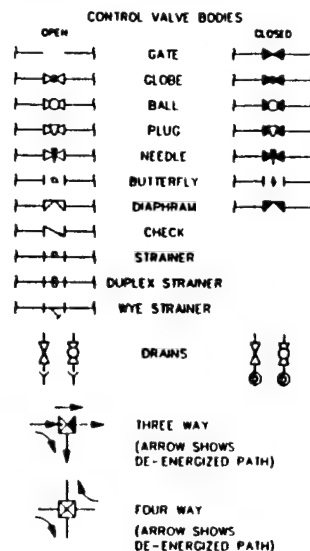 CONTROL VALVE BODIES
OPEN CLOSED
GATE
GLOBE
BALL
PLUG
NEEDLE
BUTTERFLY
DIAPHRAM
CHECK
STRAINER
DUPLEX STRAINER
WYE STRAINER
DRAINS
THREE WAY
(ARROW SHOWS
DE-ENERGIZED PATH)
FOUR WAY
(ARROW SHOWS
DE-ENERGIZED PATH)